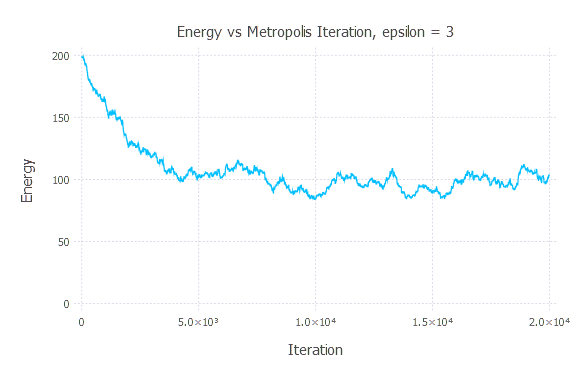 Energy vs Metropolis Iteration, epsilon = 3
200
150
100
50
0
Energy
0 5.0×10³ 1.0×10⁴ 1.5×10⁴ 2.0×10⁴
Iteration